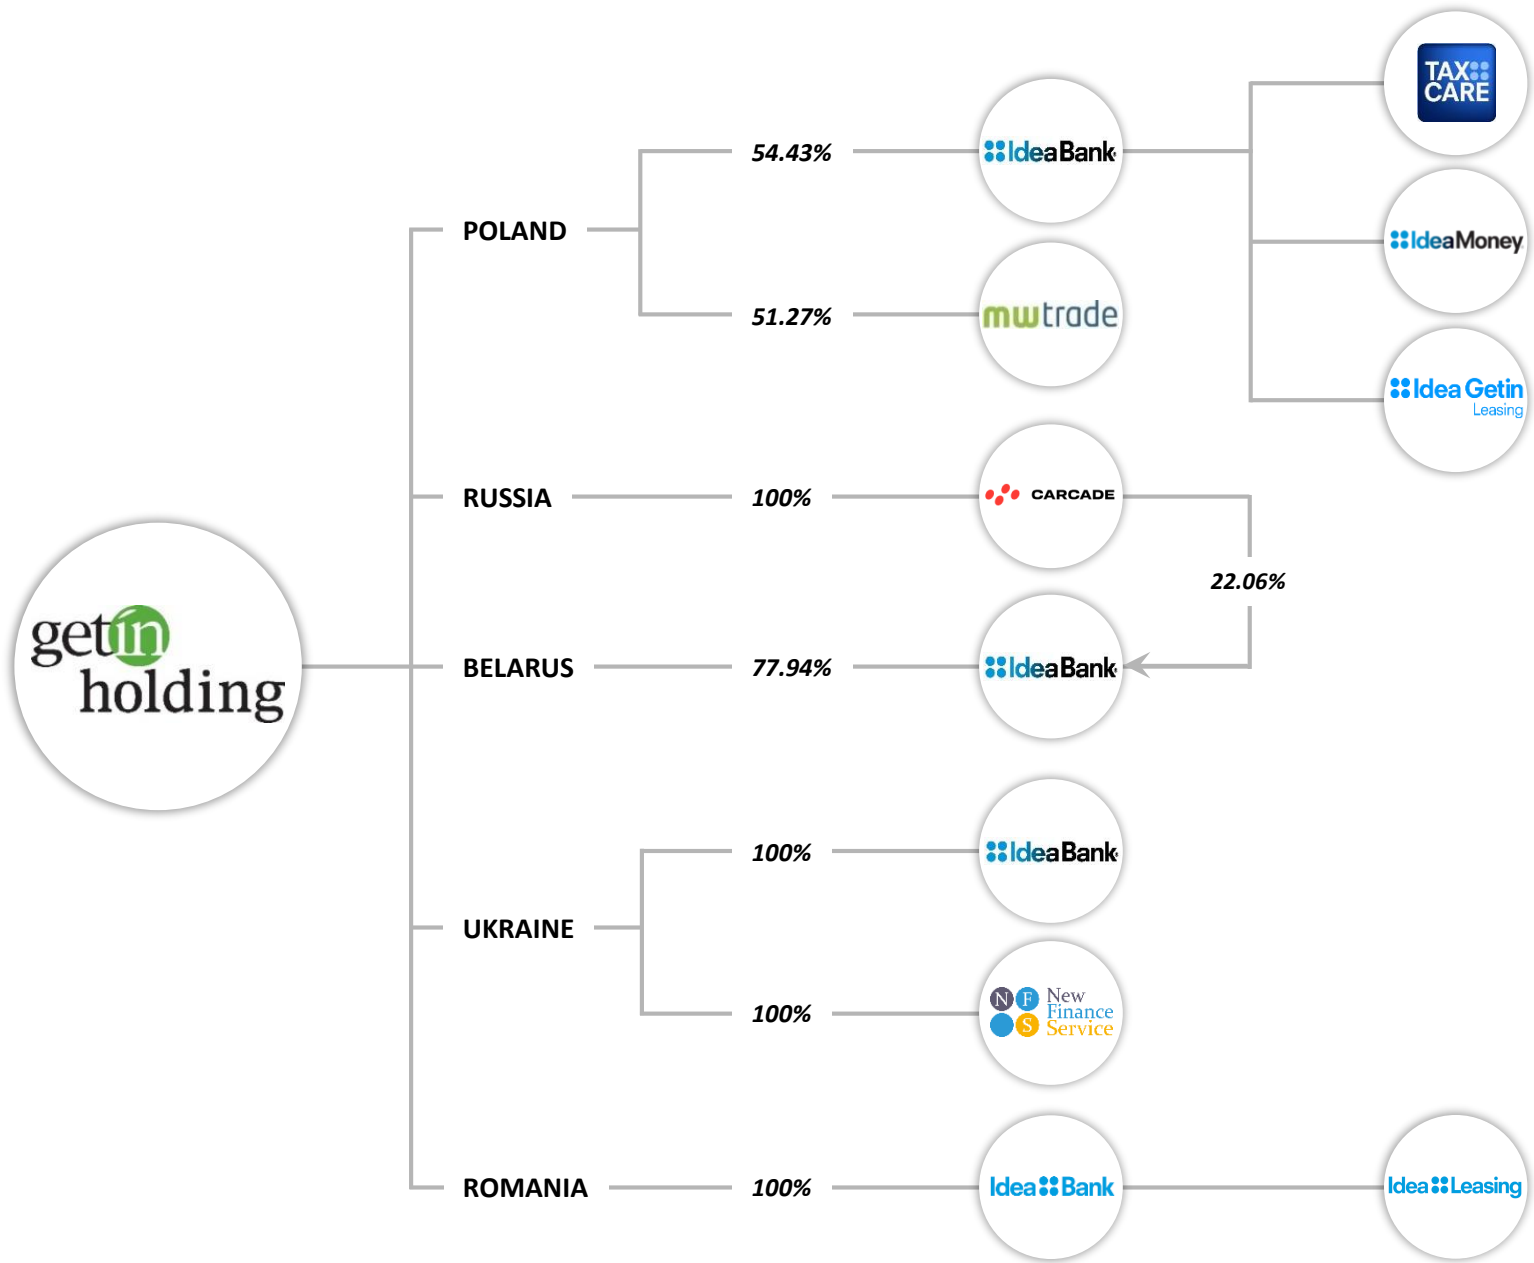 getin
holding
POLAND
54.43%
IdeaBank
TAX
CARE
IdeaMoney
Idea Getin
Leasing
51.27%
mwtrade
RUSSIA
100%
CARCADE
22.06%
BELARUS
77.94%
IdeaBank
UKRAINE
100%
IdeaBank
100%
N F S
New
Finance
Service
ROMANIA
100%
Idea Bank
Idea Leasing